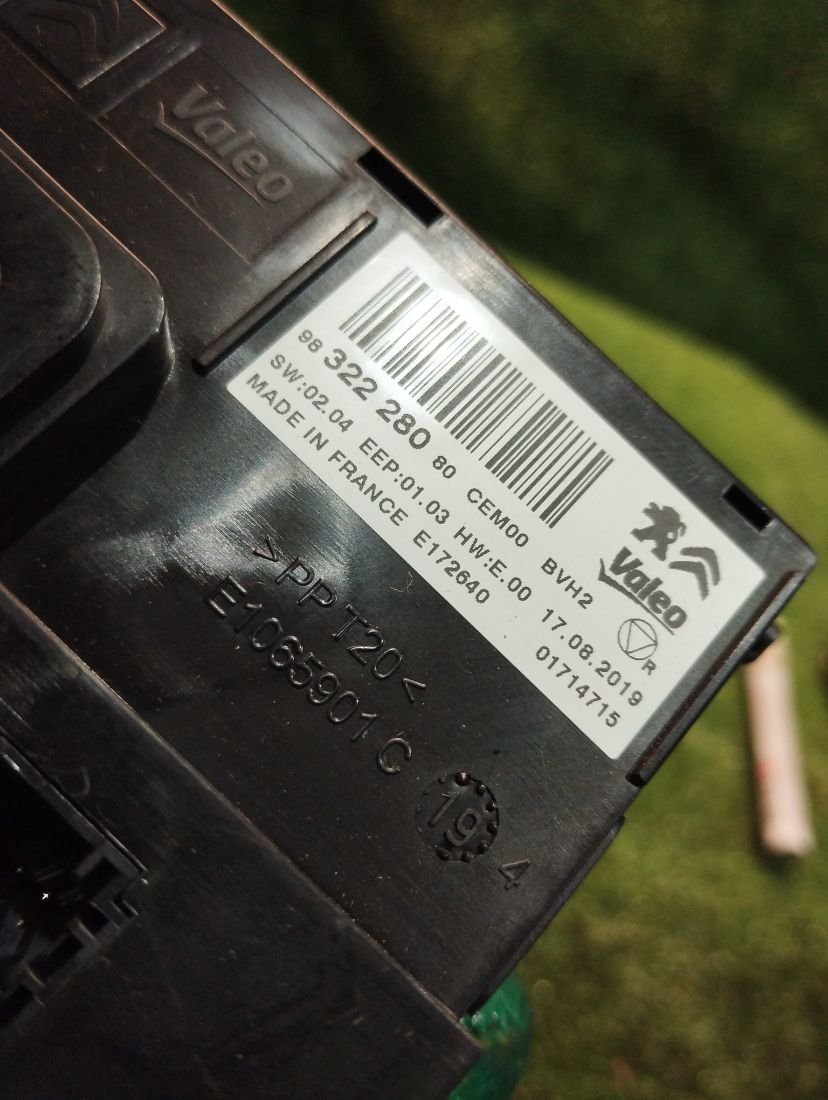 Valeo
98 322 280 80 CEM00 BVH2
SW:02.04 EEP:01.03 HW:E.00 17.08.2019
MADE IN FRANCE E172640 01714715
Valeo
R
>PP T20<
E1065901 C
19
4